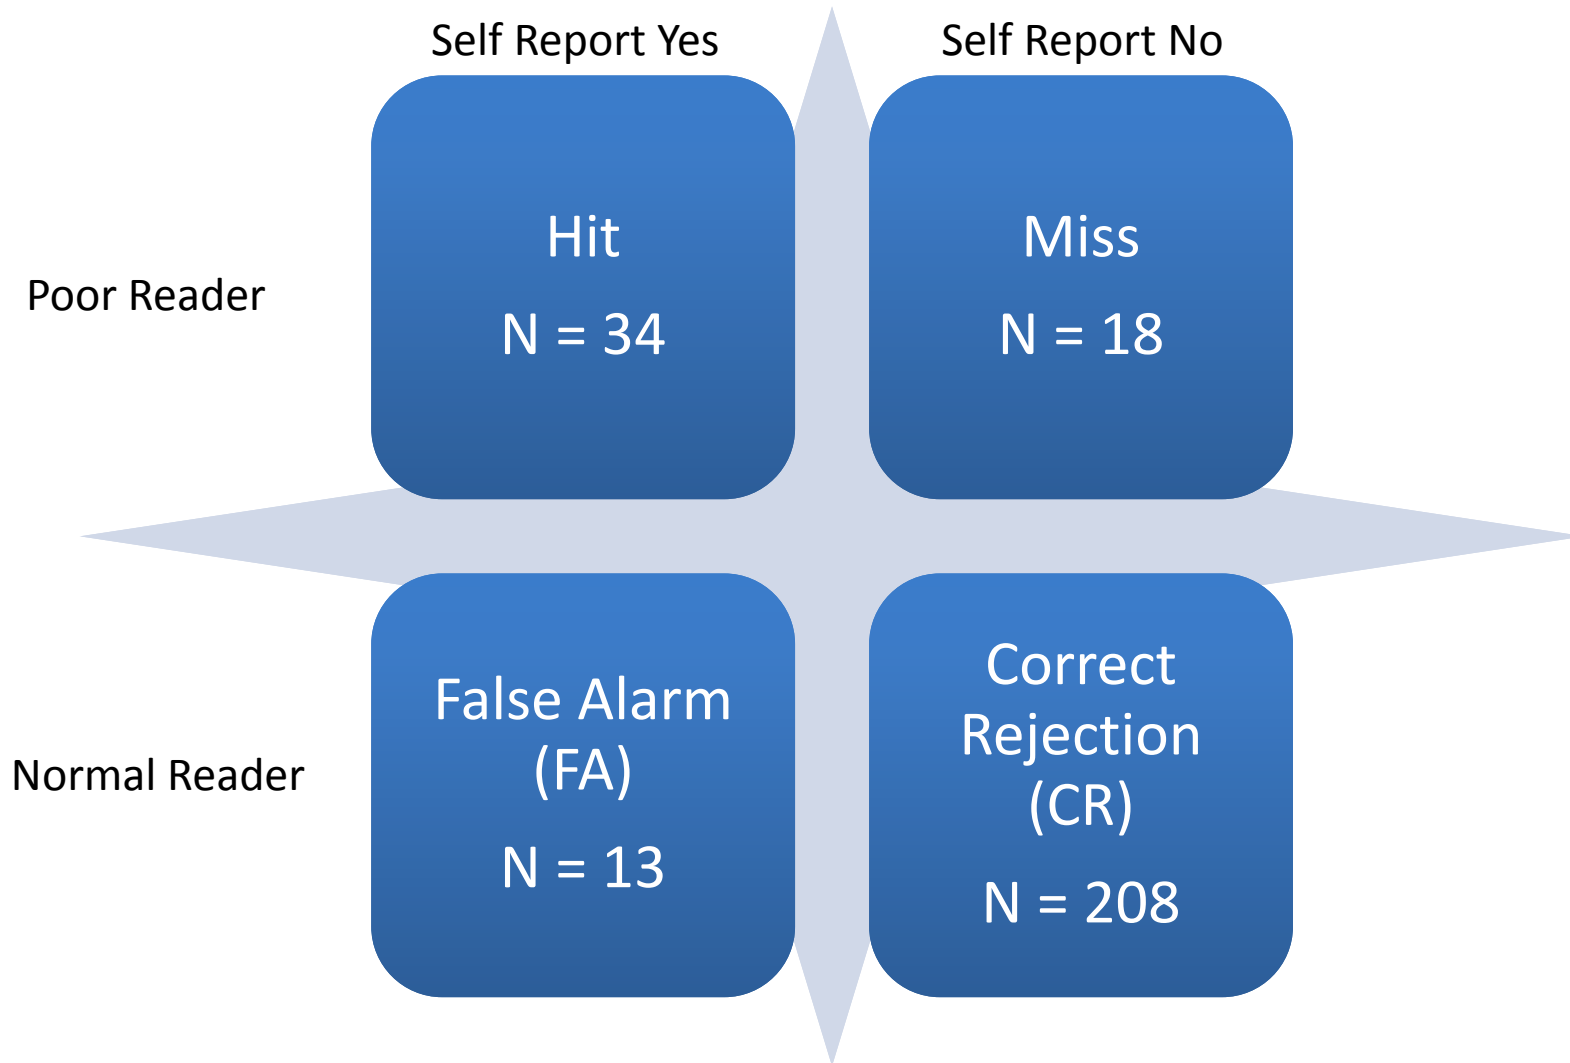 Self Report Yes
Self Report No
Poor Reader
Hit
N = 34
Miss
N = 18
Normal Reader
False Alarm
(FA)
N = 13
Correct
Rejection
(CR)
N = 208